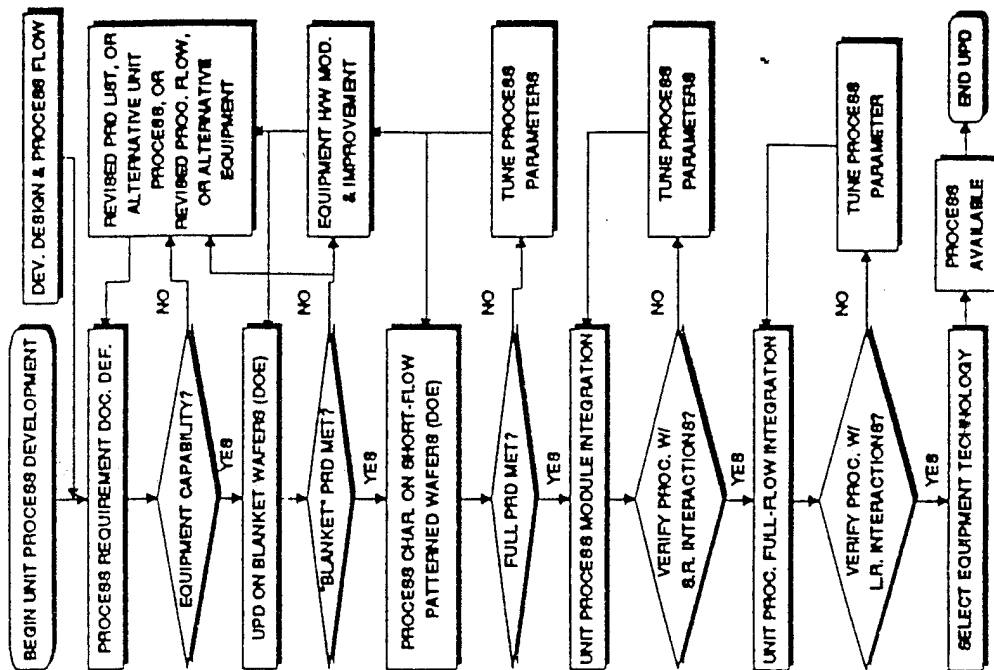 BEGIN UNIT PROCESS DEVELOPMENT
DEV. DESIGN & PROCESS FLOW
PROCESS REQUIREMENT DOC. DEF.
REVISED PRD LIST, OR
ALTERNATIVE UNIT
PROCESS, OR
REVISED PROC. FLOW,
OR ALTERNATIVE
EQUIPMENT
EQUIPMENT CAPABILITY?
NO
YES
UPD ON BLANKET WAFERS (DOE)
"BLANKET" PRD MET?
NO
EQUIPMENT H/W MOD.
& IMPROVEMENT
YES
PROCESS CHAR. ON SHORT-FLOW
PATTERNED WAFERS (DOE)
FULL PRD MET?
NO
TUNE PROCESS
PARAMETERS
YES
UNIT PROCESS MODULE INTEGRATION
VERIFY PROC. W/
S.R. INTERACTIONS?
NO
TUNE PROCESS
PARAMETERS
YES
UNIT PROC. FULL-FLOW INTEGRATION
VERIFY PROC. W/
L.R. INTERACTIONS?
NO
TUNE PROCESS
PARAMETER
YES
SELECT EQUIPMENT TECHNOLOGY
PROCESS
AVAILABLE
END UPD